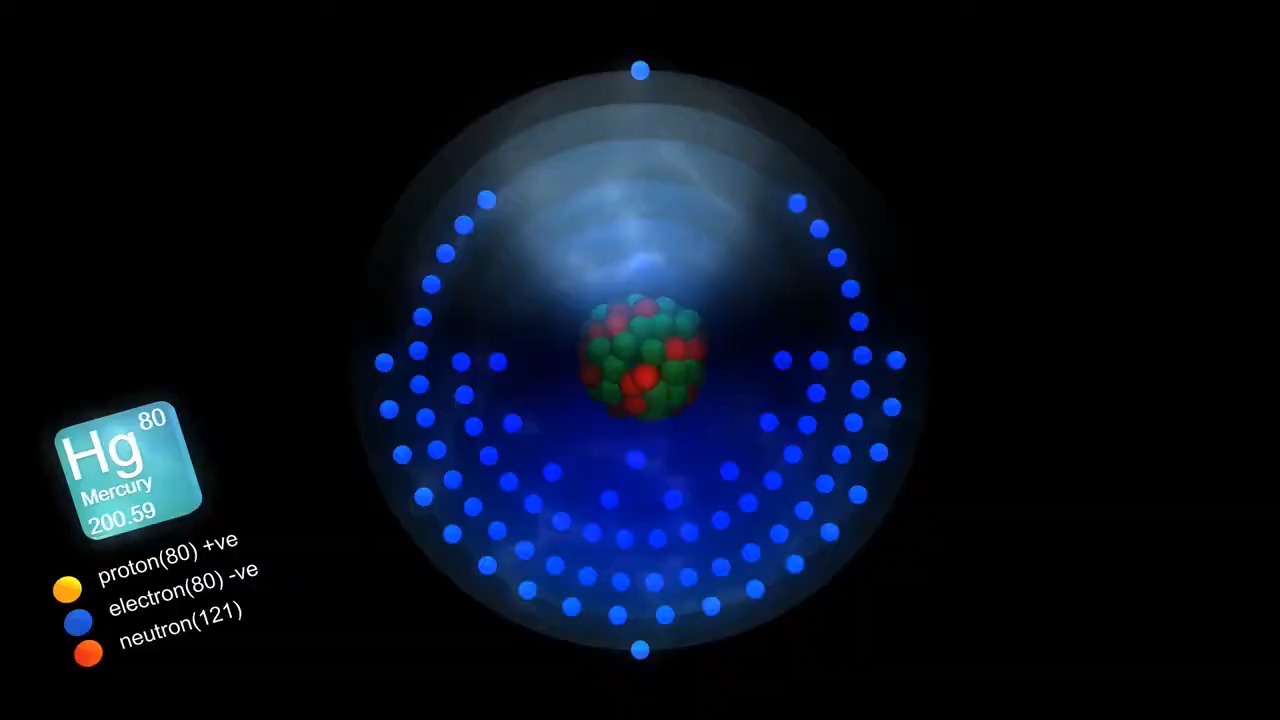 80
Hg
Mercury
200.59
proton(80) +ve
electron(80) -ve
neutron(121)